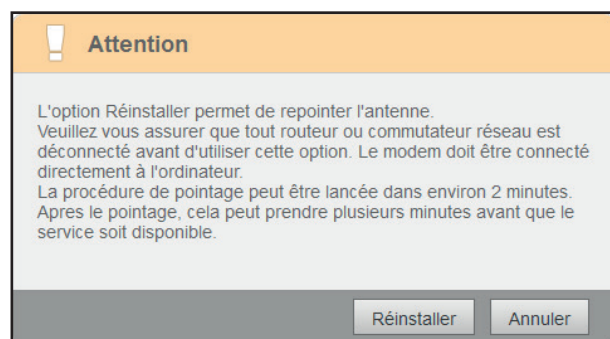 Attention
L'option Réinstaller permet de repointer l'antenne.
Veuillez vous assurer que tout routeur ou commutateur réseau est
déconnecté avant d'utiliser cette option. Le modem doit être connecté
directement à l'ordinateur.
La procédure de pointage peut être lancée dans environ 2 minutes.
Apres le pointage, cela peut prendre plusieurs minutes avant que le
service soit disponible.
Réinstaller Annuler